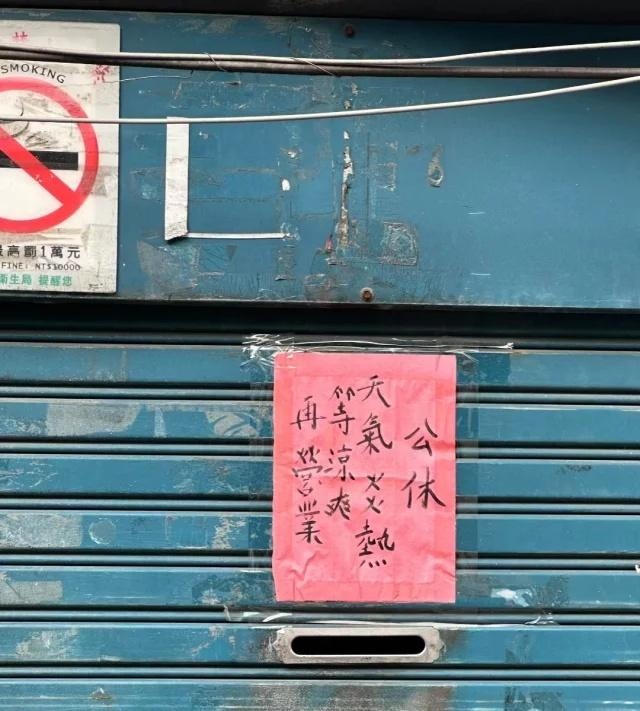 SMOKING
最高罰1萬元
FINE: NT$10000
衛生局 提醒您
公休
天氣炎熱
等涼爽
再營業